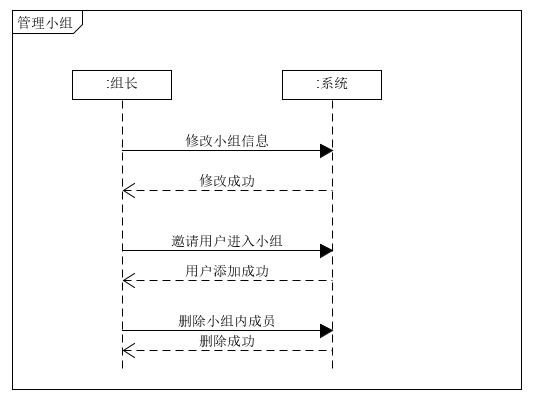 管理小组
:组长
:系统
修改小组信息
修改成功
邀请用户进入小组
用户添加成功
删除小组内成员
删除成功